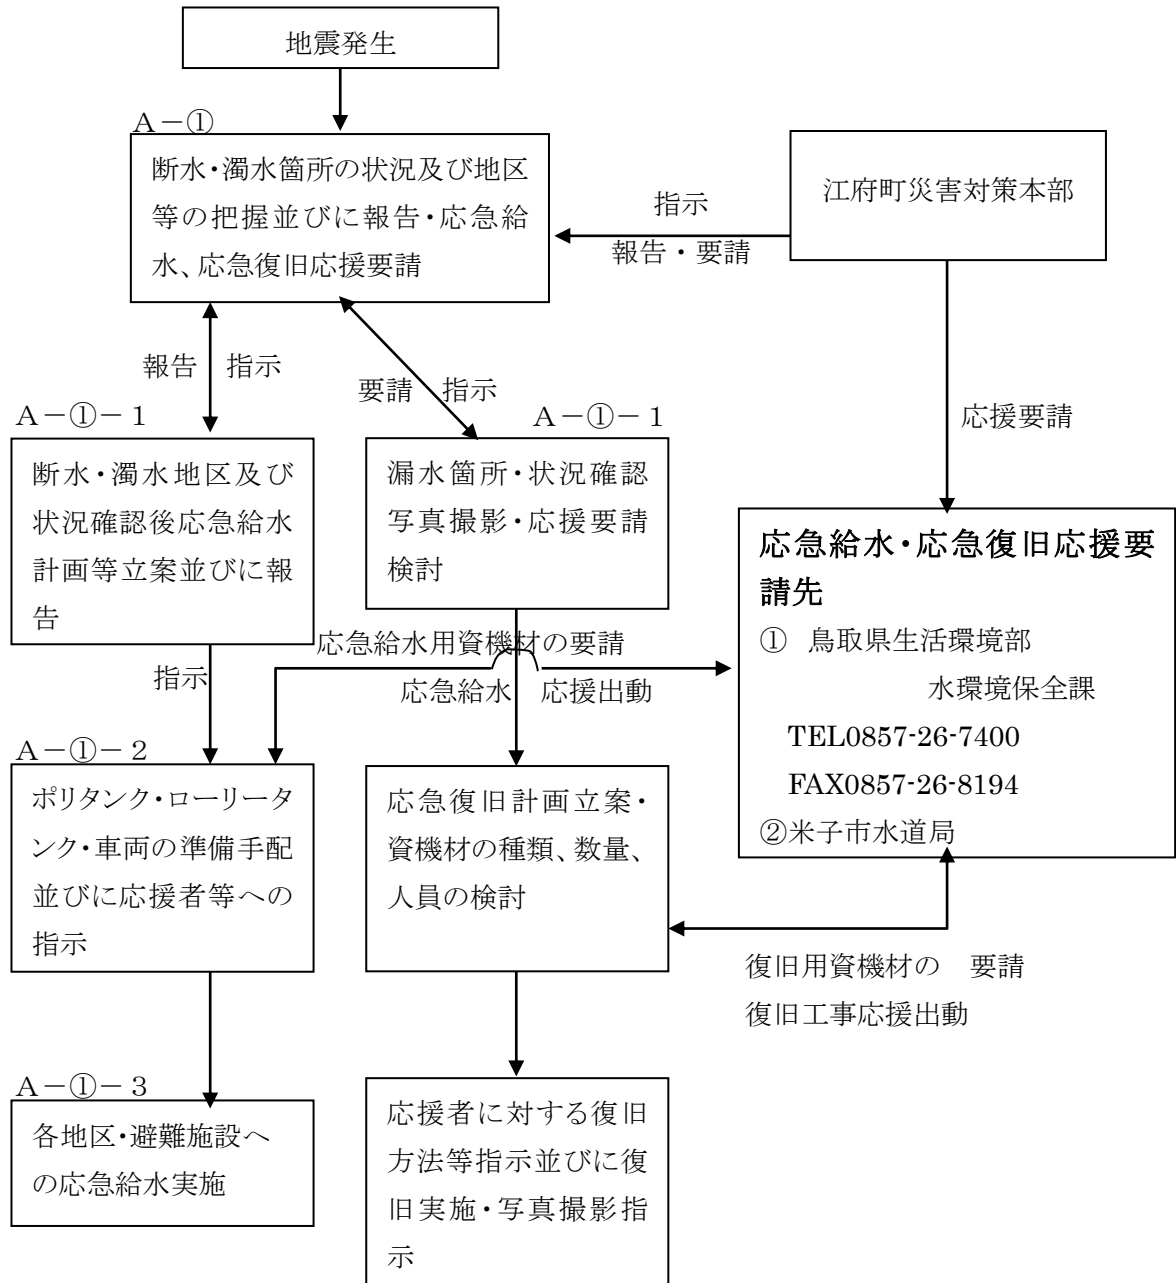 地震発生
A－①
断水・濁水箇所の状況及び地区
等の把握並びに報告・応急給
水、応急復旧応援要請
江府町災害対策本部
指示
報告・要請
報告 指示
要請 指示
応援要請
A－①－1
断水・濁水地区及び
状況確認後応急給水
計画等立案並びに報
告
A－①－1
漏水箇所・状況確認
写真撮影・応援要請
検討
応急給水・応急復旧応援要
請先
① 鳥取県生活環境部
水環境保全課
TEL0857-26-7400
FAX0857-26-8194
②米子市水道局
指示
応急給水用資機材の要請
応急給水 応援出動
A－①－2
ポリタンク・ローリータ
ンク・車両の準備手配
並びに応援者等への
指示
応急復旧計画立案・
資機材の種類、数量、
人員の検討
復旧用資機材の 要請
復旧工事応援出動
A－①－3
各地区・避難施設へ
の応急給水実施
応援者に対する復旧
方法等指示並びに復
旧実施・写真撮影指
示